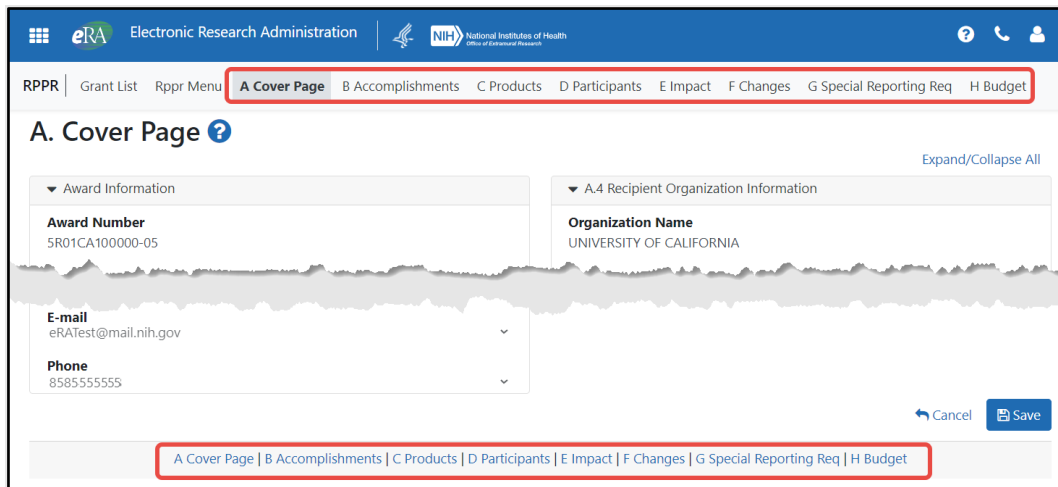 eRA Electronic Research Administration NIH National Institutes of Health
Office of Extramural Research
RPPR Grant List Rppr Menu A Cover Page B Accomplishments C Products D Participants E Impact F Changes G Special Reporting Req H Budget
A. Cover Page ?
Expand/Collapse All
Award Information
Award Number
5R01CA100000-05
A.4 Recipient Organization Information
Organization Name
UNIVERSITY OF CALIFORNIA
E-mail
eRATest@mail.nih.gov
Phone
8585555555
Cancel Save
A Cover Page | B Accomplishments | C Products | D Participants | E Impact | F Changes | G Special Reporting Req | H Budget